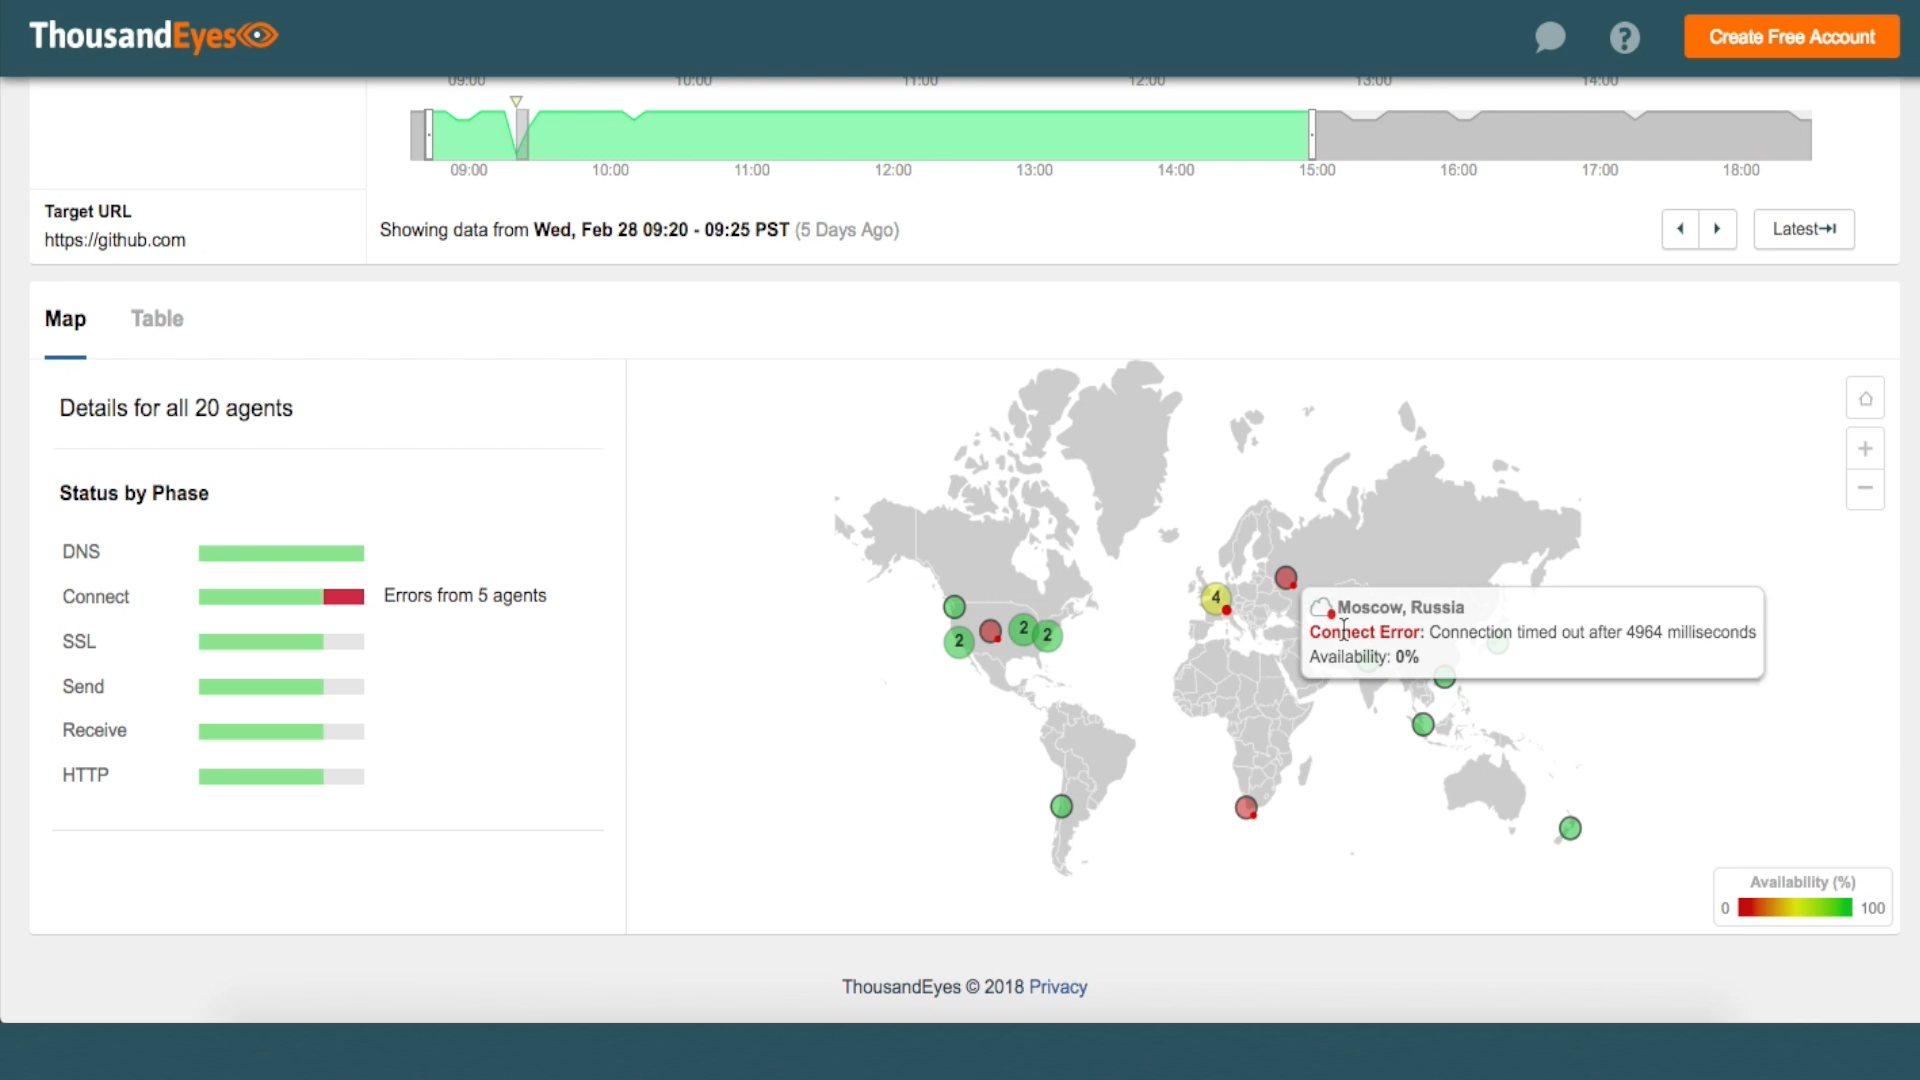 ThousandEyes
Create Free Account
09:00 10:00 11:00 12:00 13:00 14:00
09:00 10:00 11:00 12:00 13:00 14:00 15:00 16:00 17:00 18:00
Target URL
https://github.com
Showing data from Wed, Feb 28 09:20 - 09:25 PST (5 Days Ago)
Latest
Map Table
Details for all 20 agents
Status by Phase
DNS
Connect Errors from 5 agents
SSL
Send
Receive
HTTP
4
2
2
2
Moscow, Russia
Connect Error: Connection timed out after 4964 milliseconds
Availability: 0%
Availability (%)
0 100
ThousandEyes © 2018 Privacy